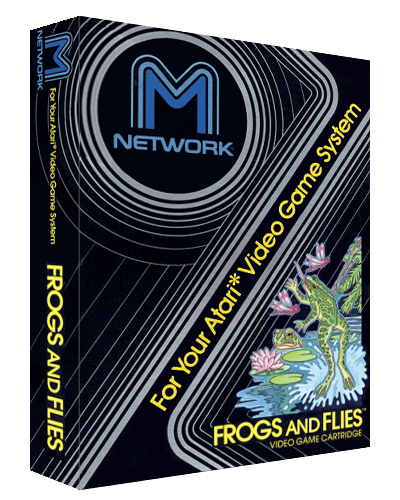 M
NETWORK
For Your Atari* Video Game System
FROGS AND FLIES
M
NETWORK
For Your Atari* Video Game System
FROGS AND FLIES™
VIDEO GAME CARTRIDGE